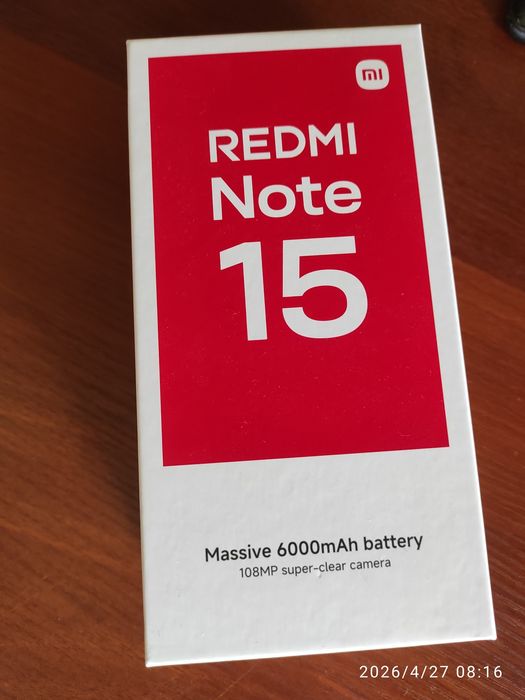 mi
REDMI
Note
15
Massive 6000mAh battery
108MP super-clear camera
2026/4/27 08:16